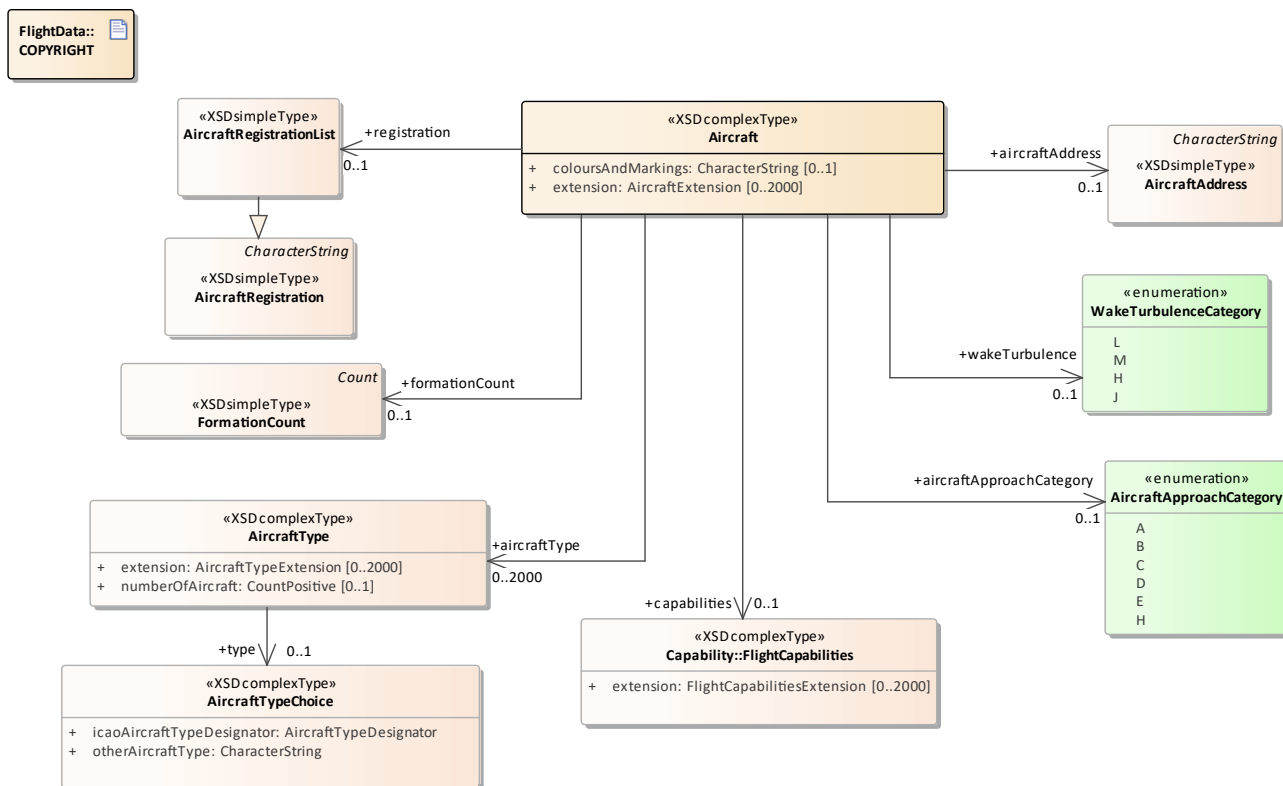 FlightData::
COPYRIGHT
«XSDsimpleType»
AircraftRegistrationList
+registration
0..1
«XSDcomplexType»
Aircraft
+ coloursAndMarkings: CharacterString [0..1]
+ extension: AircraftExtension [0..2000]
+aircraftAddress
0..1
CharacterString
«XSDsimpleType»
AircraftAddress
CharacterString
«XSDsimpleType»
AircraftRegistration
«enumeration»
WakeTurbulenceCategory
L
M
H
J
+wakeTurbulence
0..1
Count
«XSDsimpleType»
FormationCount
+formationCount
0..1
+aircraftApproachCategory
0..1
«enumeration»
AircraftApproachCategory
A
B
C
D
E
H
«XSDcomplexType»
AircraftType
+ extension: AircraftTypeExtension [0..2000]
+ numberOfAircraft: CountPositive [0..1]
+aircraftType
0..2000
+capabilities
0..1
«XSDcomplexType»
Capability::FlightCapabilities
+ extension: FlightCapabilitiesExtension [0..2000]
+type
0..1
«XSDcomplexType»
AircraftTypeChoice
+ icaoAircraftTypeDesignator: AircraftTypeDesignator
+ otherAircraftType: CharacterString